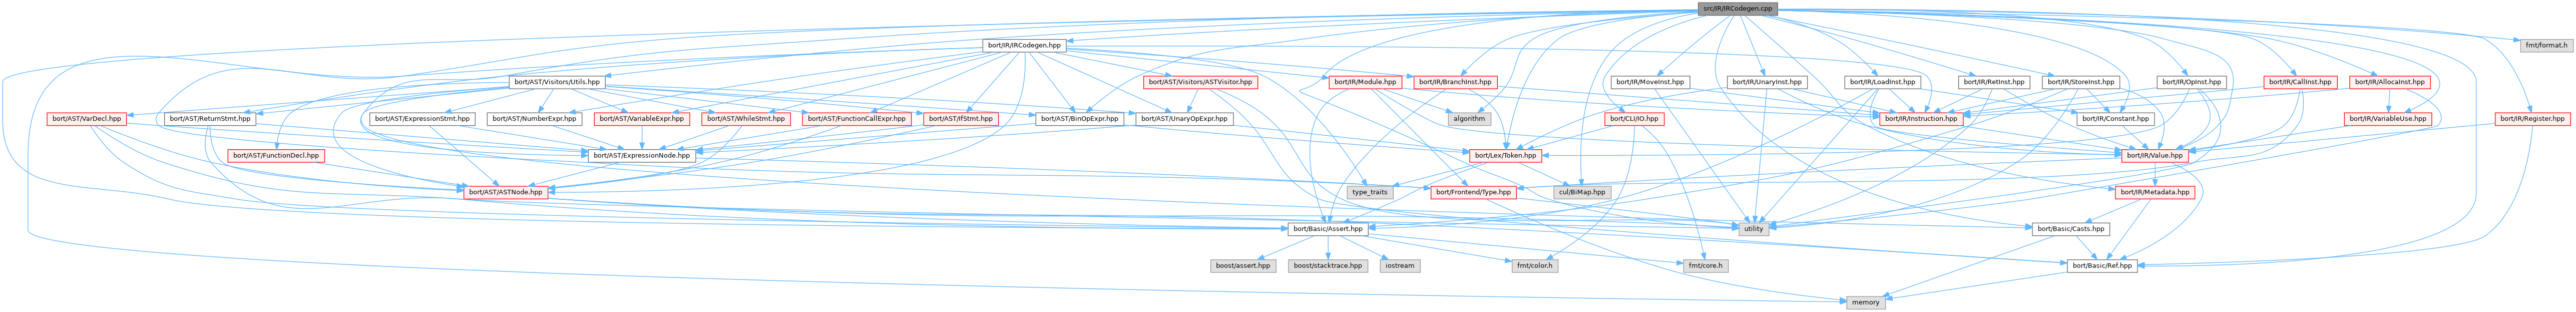 src/IR/IRCodegen.cpp
bort/IR/IRCodegen.hpp
fmt/format.h
bort/AST/Visitors/Utils.hpp
bort/AST/Visitors/ASTVisitor.hpp
bort/IR/Module.hpp
bort/IR/BranchInst.hpp
bort/IR/MoveInst.hpp
bort/IR/UnaryInst.hpp
bort/IR/LoadInst.hpp
bort/IR/RetInst.hpp
bort/IR/StoreInst.hpp
bort/IR/OpInst.hpp
bort/IR/CallInst.hpp
bort/IR/AllocaInst.hpp
bort/AST/VarDecl.hpp
bort/AST/ReturnStmt.hpp
bort/AST/ExpressionStmt.hpp
bort/AST/NumberExpr.hpp
bort/AST/VariableExpr.hpp
bort/AST/WhileStmt.hpp
bort/AST/FunctionCallExpr.hpp
bort/AST/IfStmt.hpp
bort/AST/BinOpExpr.hpp
bort/AST/UnaryOpExpr.hpp
algorithm
bort/CLI/IO.hpp
bort/IR/Instruction.hpp
bort/IR/Constant.hpp
bort/IR/VariableUse.hpp
bort/IR/Register.hpp
bort/AST/FunctionDecl.hpp
bort/AST/ExpressionNode.hpp
bort/Lex/Token.hpp
bort/IR/Value.hpp
bort/AST/ASTNode.hpp
type_traits
bort/Frontend/Type.hpp
cul/BiMap.hpp
bort/IR/Metadata.hpp
bort/Basic/Assert.hpp
utility
bort/Basic/Casts.hpp
boost/assert.hpp
boost/stacktrace.hpp
iostream
fmt/color.h
fmt/core.h
bort/Basic/Ref.hpp
memory